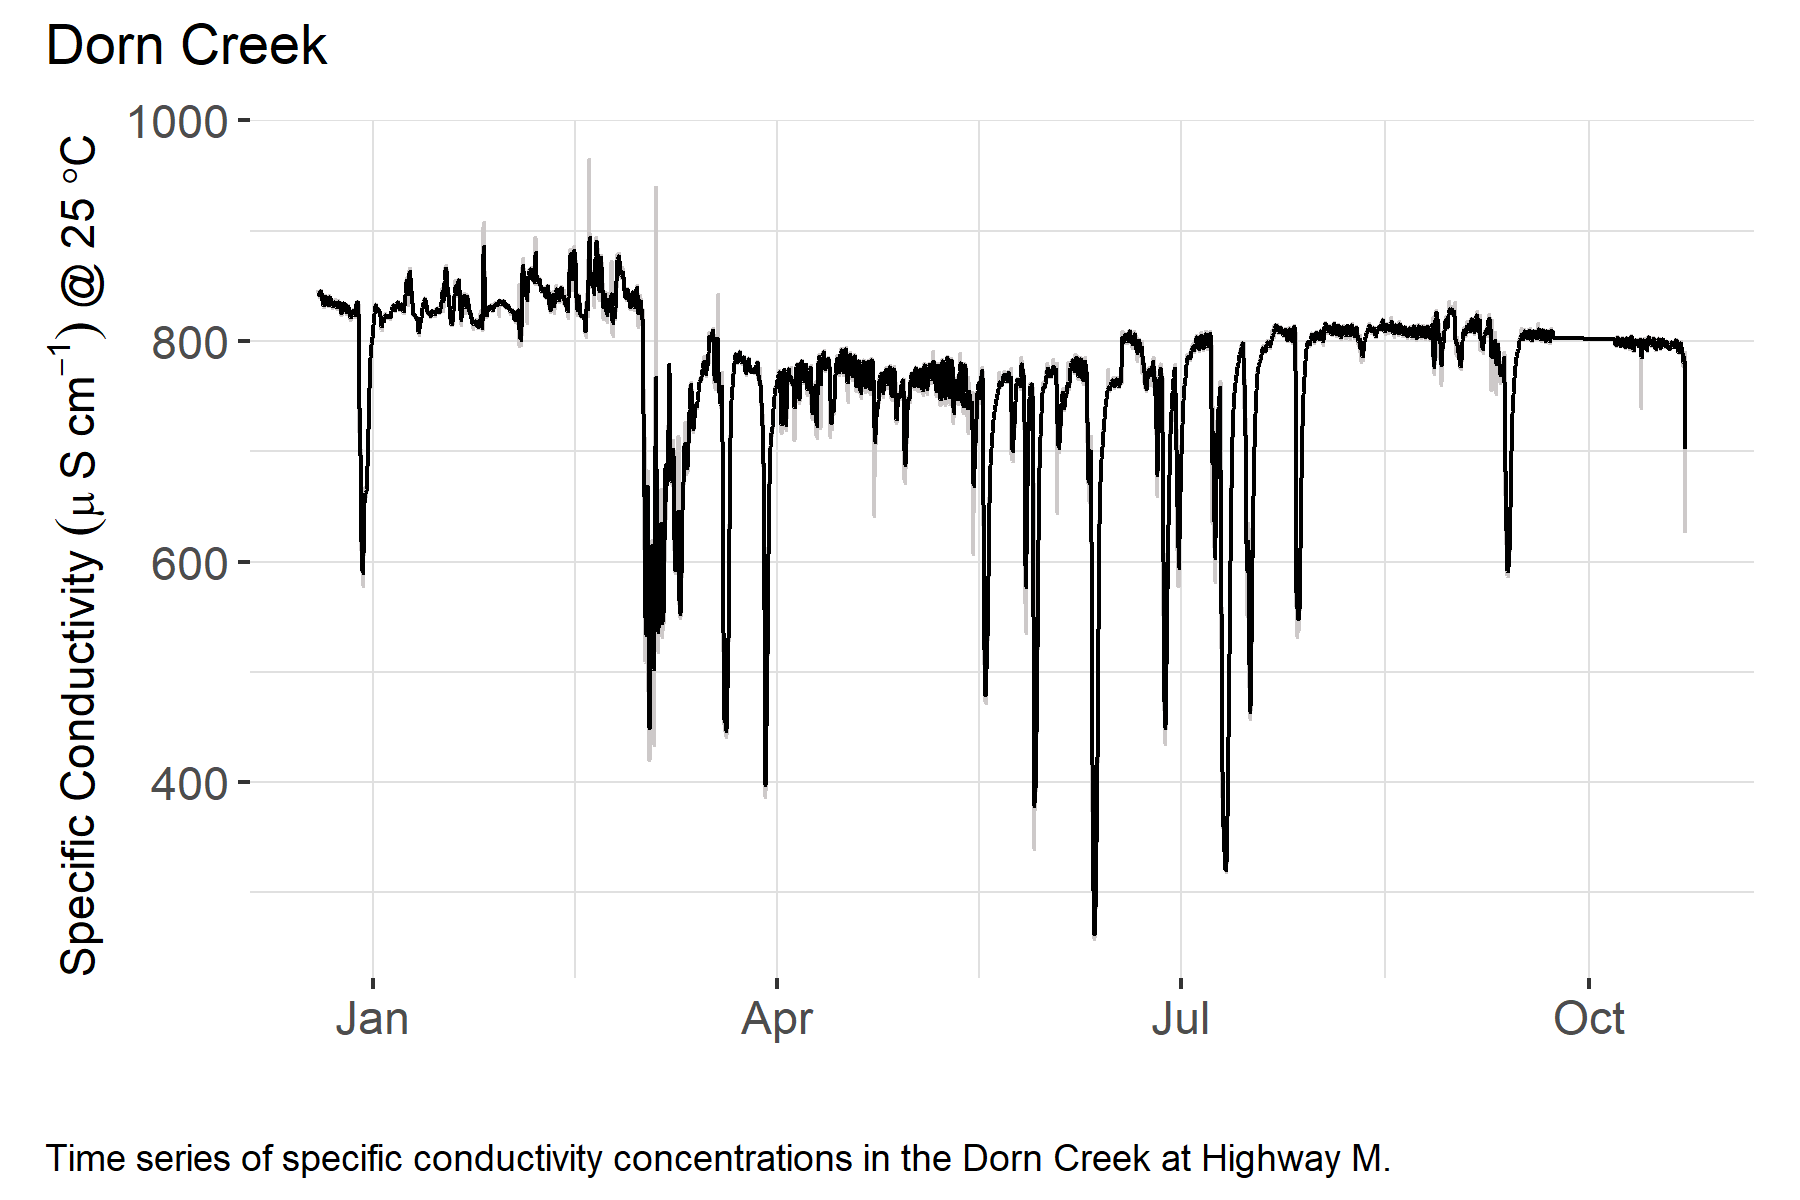 Dorn Creek
Specific Conductivity (μ S cm⁻¹) @ 25 °C
1000
800
600
400
Jan Apr Jul Oct
Time series of specific conductivity concentrations in the Dorn Creek at Highway M.